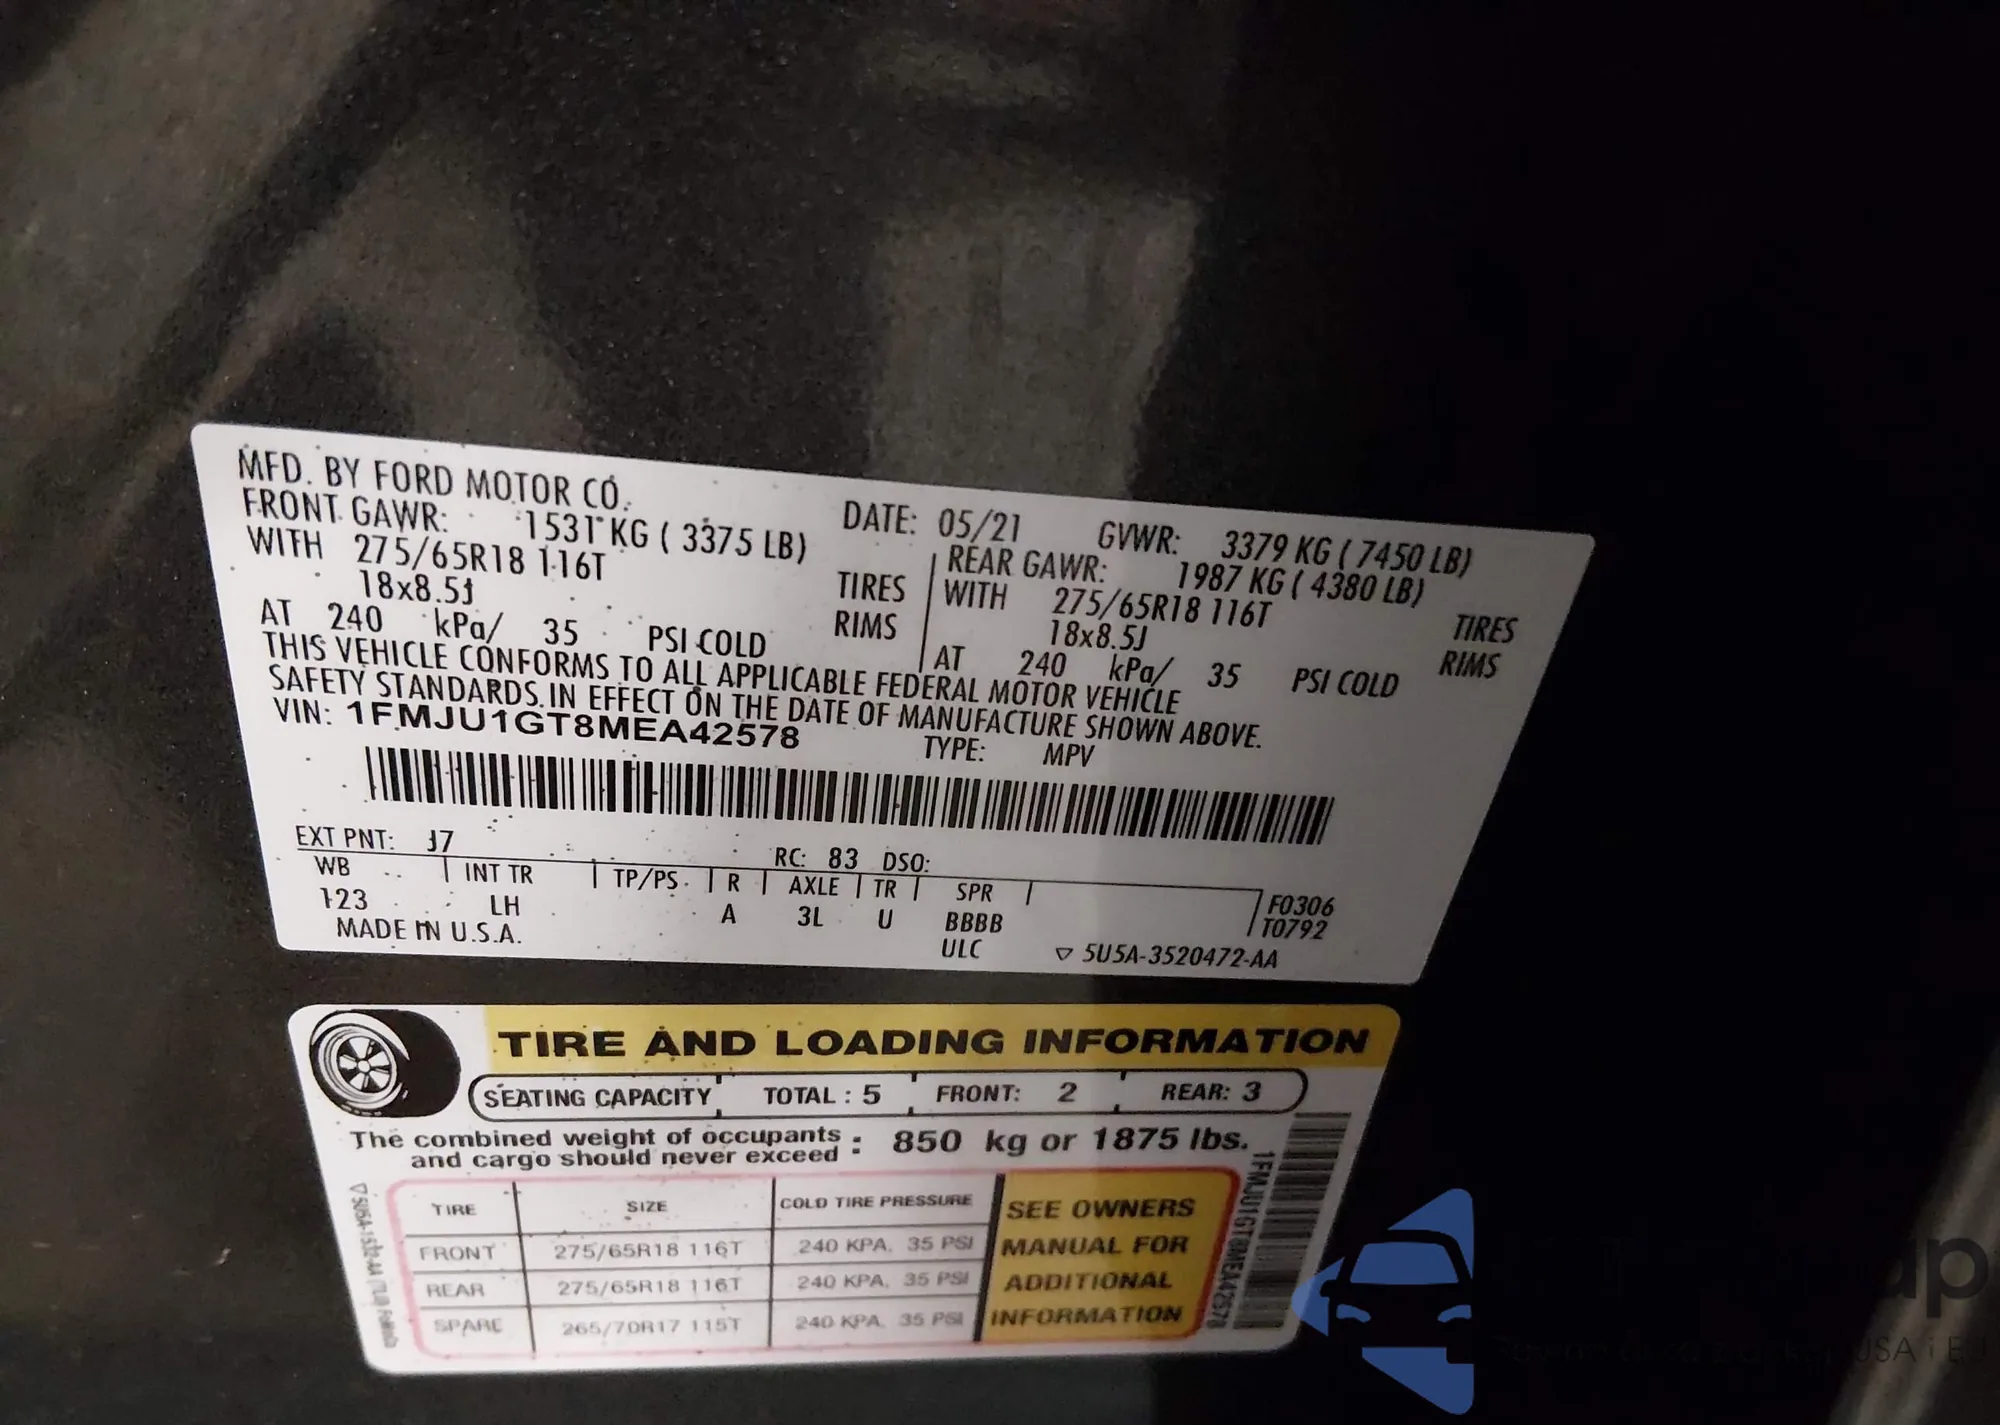 MFD. BY FORD MOTOR CO.
DATE: 05/21 GVWR: 3379 KG ( 7450 LB)
FRONT GAWR: 1531 KG ( 3375 LB) REAR GAWR: 1987 KG ( 4380 LB)
WITH 275/65R18 116T TIRES WITH 275/65R18 116T TIRES
18x8.5J RIMS 18x8.5J RIMS
AT 240 kPa/ 35 PSI COLD AT 240 kPa/ 35 PSI COLD
THIS VEHICLE CONFORMS TO ALL APPLICABLE FEDERAL MOTOR VEHICLE
SAFETY STANDARDS IN EFFECT ON THE DATE OF MANUFACTURE SHOWN ABOVE.
VIN: 1FMJU1GT8MEA42578 TYPE: MPV
EXT PNT: J7 RC: 83 DSO:
WB INT TR TP/PS R AXLE TR SPR F0306
123 LH A 3L U BBBB T0792
MADE IN U.S.A. ULC ▽ 5U5A-3520472-AA
TIRE AND LOADING INFORMATION
SEATING CAPACITY TOTAL : 5 FRONT: 2 REAR: 3
The combined weight of occupants
and cargo should never exceed : 850 kg or 1875 lbs.
TIRE SIZE COLD TIRE PRESSURE
FRONT 275/65R18 116T 240 KPA, 35 PSI
REAR 275/65R18 116T 240 KPA, 35 PSI
SPARE 265/70R17 115T 240 KPA, 35 PSI
SEE OWNERS
MANUAL FOR
ADDITIONAL
INFORMATION
1FMJU1GT8MEA42578